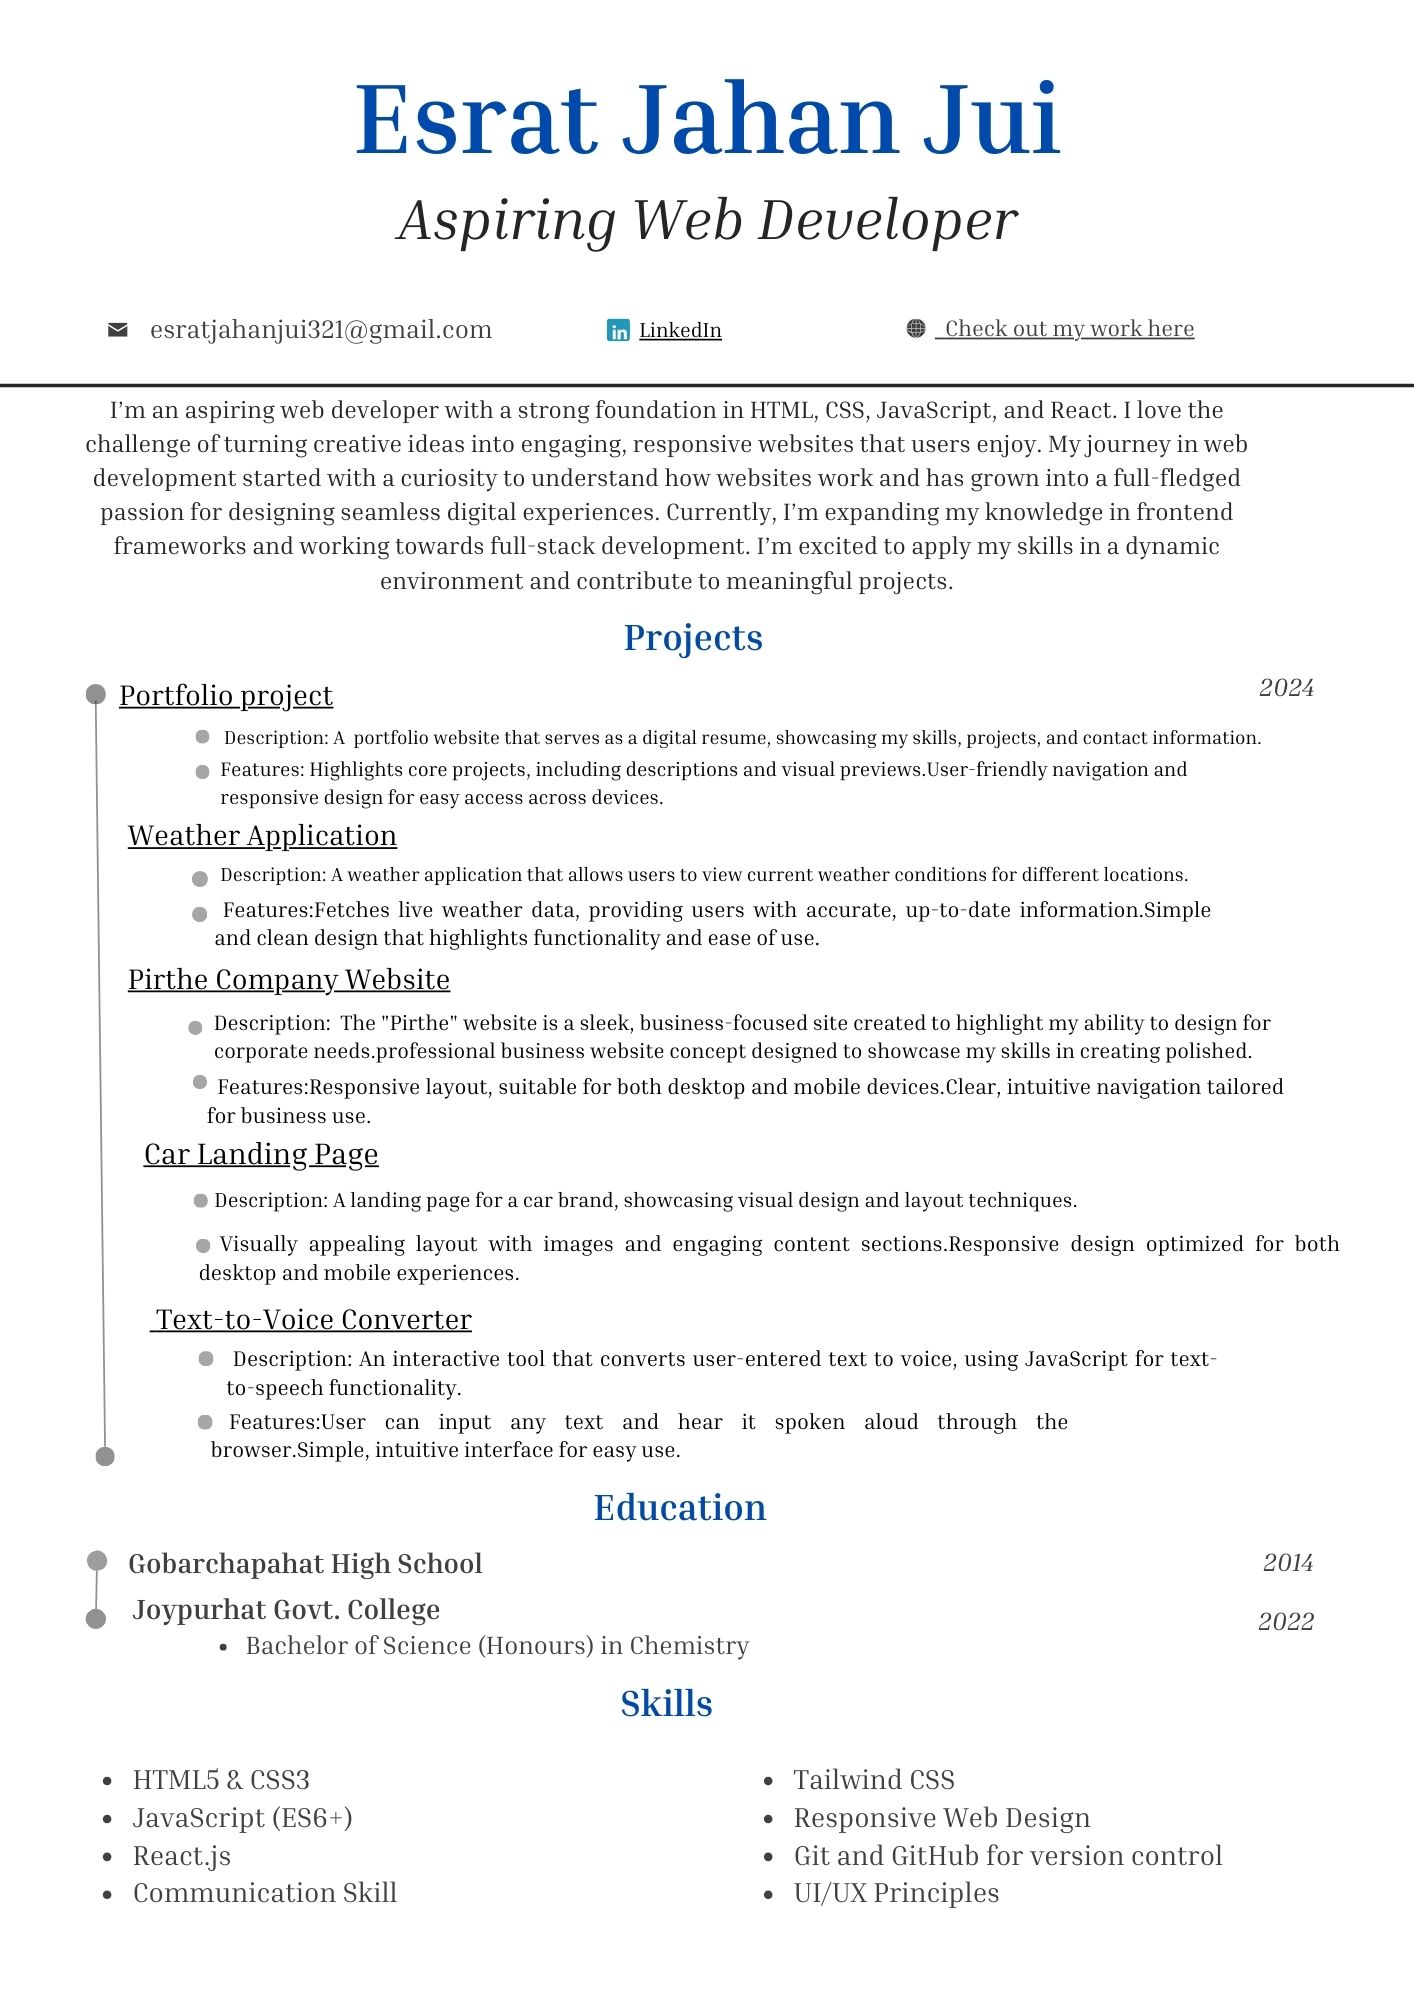 Esrat Jahan Jui
Aspiring Web Developer
esratjahanjui321@gmail.com
LinkedIn
Check out my work here
I’m an aspiring web developer with a strong foundation in HTML, CSS, JavaScript, and React. I love the
challenge of turning creative ideas into engaging, responsive websites that users enjoy. My journey in web
development started with a curiosity to understand how websites work and has grown into a full-fledged
passion for designing seamless digital experiences. Currently, I’m expanding my knowledge in frontend
frameworks and working towards full-stack development. I’m excited to apply my skills in a dynamic
environment and contribute to meaningful projects.
Projects
Portfolio project
2024
Description: A portfolio website that serves as a digital resume, showcasing my skills, projects, and contact information.
Features: Highlights core projects, including descriptions and visual previews.User-friendly navigation and
responsive design for easy access across devices.
Weather Application
Description: A weather application that allows users to view current weather conditions for different locations.
Features:Fetches live weather data, providing users with accurate, up-to-date information.Simple
and clean design that highlights functionality and ease of use.
Pirthe Company Website
Description: The "Pirthe" website is a sleek, business-focused site created to highlight my ability to design for
corporate needs.professional business website concept designed to showcase my skills in creating polished.
Features:Responsive layout, suitable for both desktop and mobile devices.Clear, intuitive navigation tailored
for business use.
Car Landing Page
Description: A landing page for a car brand, showcasing visual design and layout techniques.
Visually appealing layout with images and engaging content sections.Responsive design optimized for both
desktop and mobile experiences.
Text-to-Voice Converter
Description: An interactive tool that converts user-entered text to voice, using JavaScript for text-
to-speech functionality.
Features:User can input any text and hear it spoken aloud through the
browser.Simple, intuitive interface for easy use.
Education
Gobarchapahat High School
2014
Joypurhat Govt. College
2022
• Bachelor of Science (Honours) in Chemistry
Skills
• HTML5 & CSS3
• JavaScript (ES6+)
• React.js
• Communication Skill
• Tailwind CSS
• Responsive Web Design
• Git and GitHub for version control
• UI/UX Principles